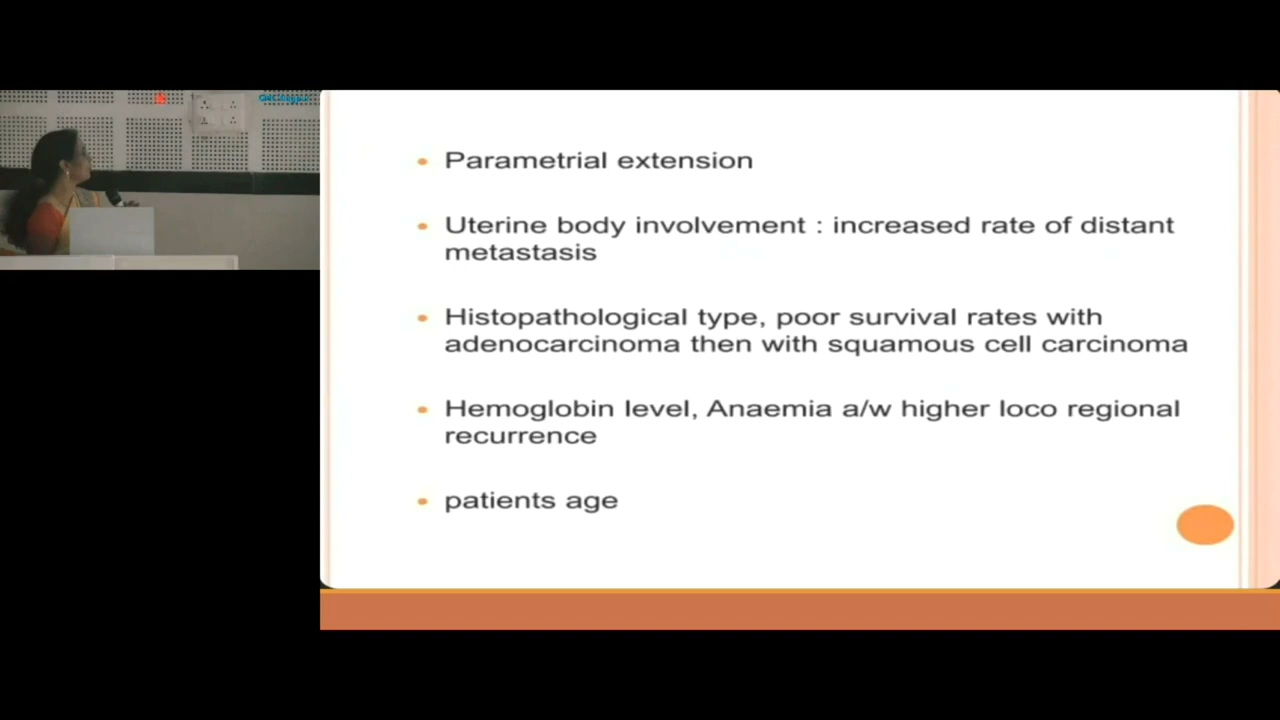 Parametrial extension
Uterine body involvement : increased rate of distant
metastasis
Histopathological type, poor survival rates with
adenocarcinoma then with squamous cell carcinoma
Hemoglobin level, Anaemia a/w higher loco regional
recurrence
patients age